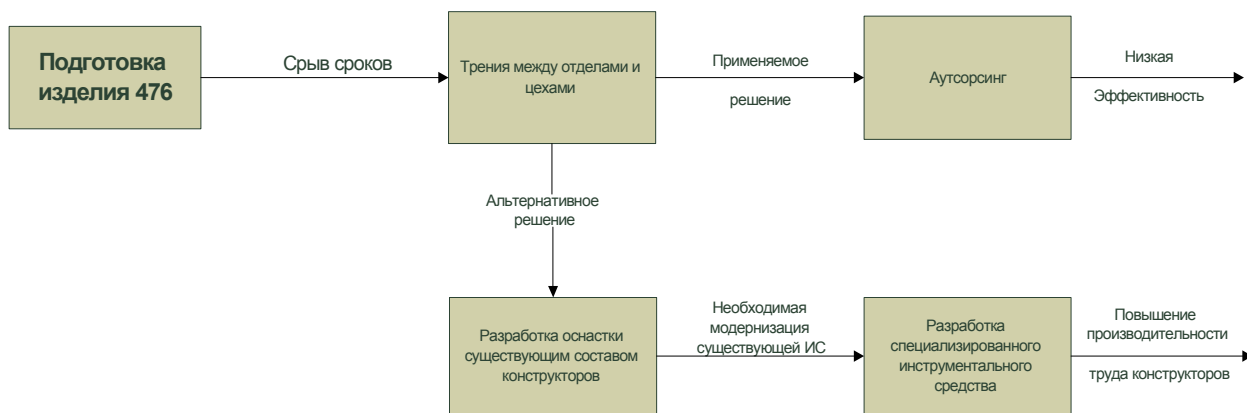 Подготовка
изделия 476
Срыв сроков
Трения между отделами и
цехами
Применяемое
решение
Аутсорсинг
Низкая
Эффективность
Альтернативное
решение
Разработка оснастки
существующим составом
конструкторов
Необходимая
модернизация
существующей ИС
Разработка
специализированного
инструментального
средства
Повышение
производительности
труда конструкторов